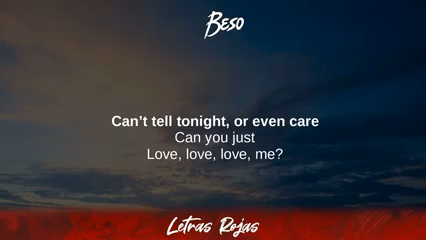 Beso
Can’t tell tonight, or even care
Can you just
Love, love, love, me?
Letras Rojas